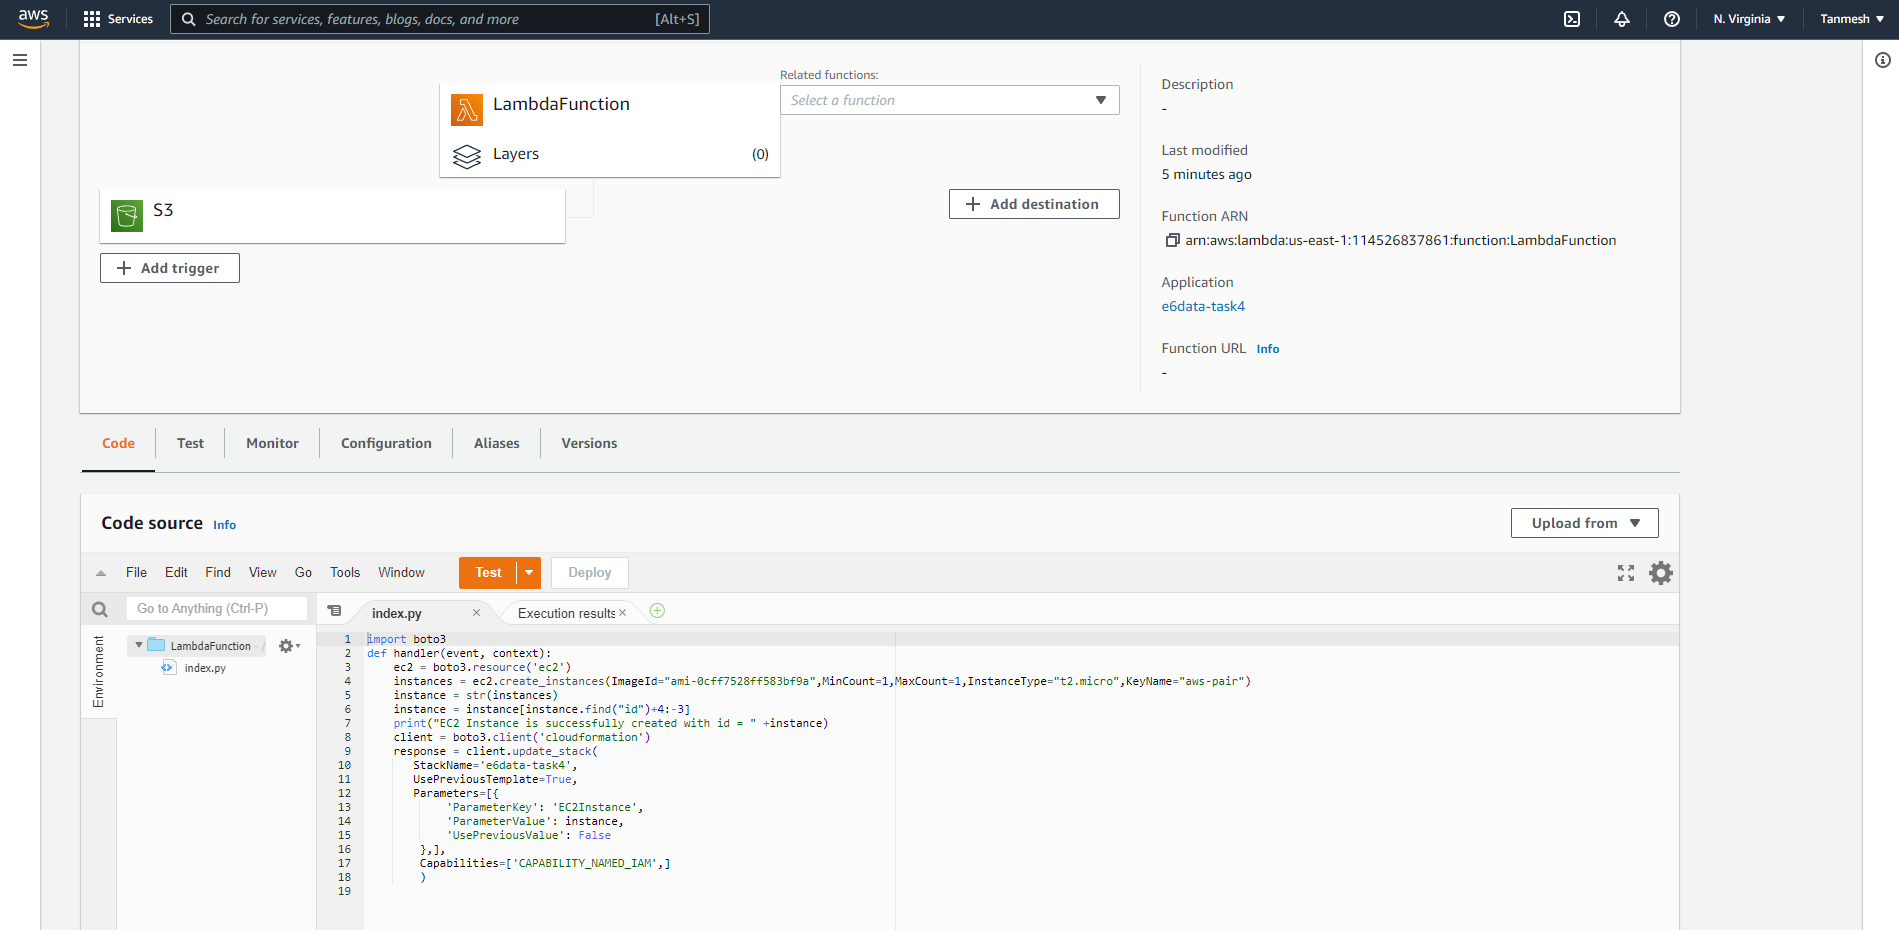 aws
Services
Search for services, features, blogs, docs, and more
[Alt+S]
N. Virginia
Tanmesh
Related functions:
Select a function
LambdaFunction
Layers
(0)
S3
Add trigger
Add destination
Description
-
Last modified
5 minutes ago
Function ARN
arn:aws:lambda:us-east-1:114526837861:function:LambdaFunction
Application
e6data-task4
Function URL Info
-
Code
Test
Monitor
Configuration
Aliases
Versions
Code source Info
Upload from
File Edit Find View Go Tools Window
Test
Deploy
Go to Anything (Ctrl-P)
index.py
Execution results
Environment
LambdaFunction - /
index.py
1 import boto3
2 def handler(event, context):
3     ec2 = boto3.resource('ec2')
4     instances = ec2.create_instances(ImageId="ami-0cff7528ff583bf9a",MinCount=1,MaxCount=1,InstanceType="t2.micro",KeyName="aws-pair")
5     instance = str(instances)
6     instance = instance[instance.find("id")+4:-3]
7     print("EC2 Instance is successfully created with id = " +instance)
8     client = boto3.client('cloudformation')
9     response = client.update_stack(
10        StackName='e6data-task4',
11        UsePreviousTemplate=True,
12        Parameters=[{
13             'ParameterKey': 'EC2Instance',
14             'ParameterValue': instance,
15             'UsePreviousValue': False
16         },],
17         Capabilities=['CAPABILITY_NAMED_IAM',]
18         )
19